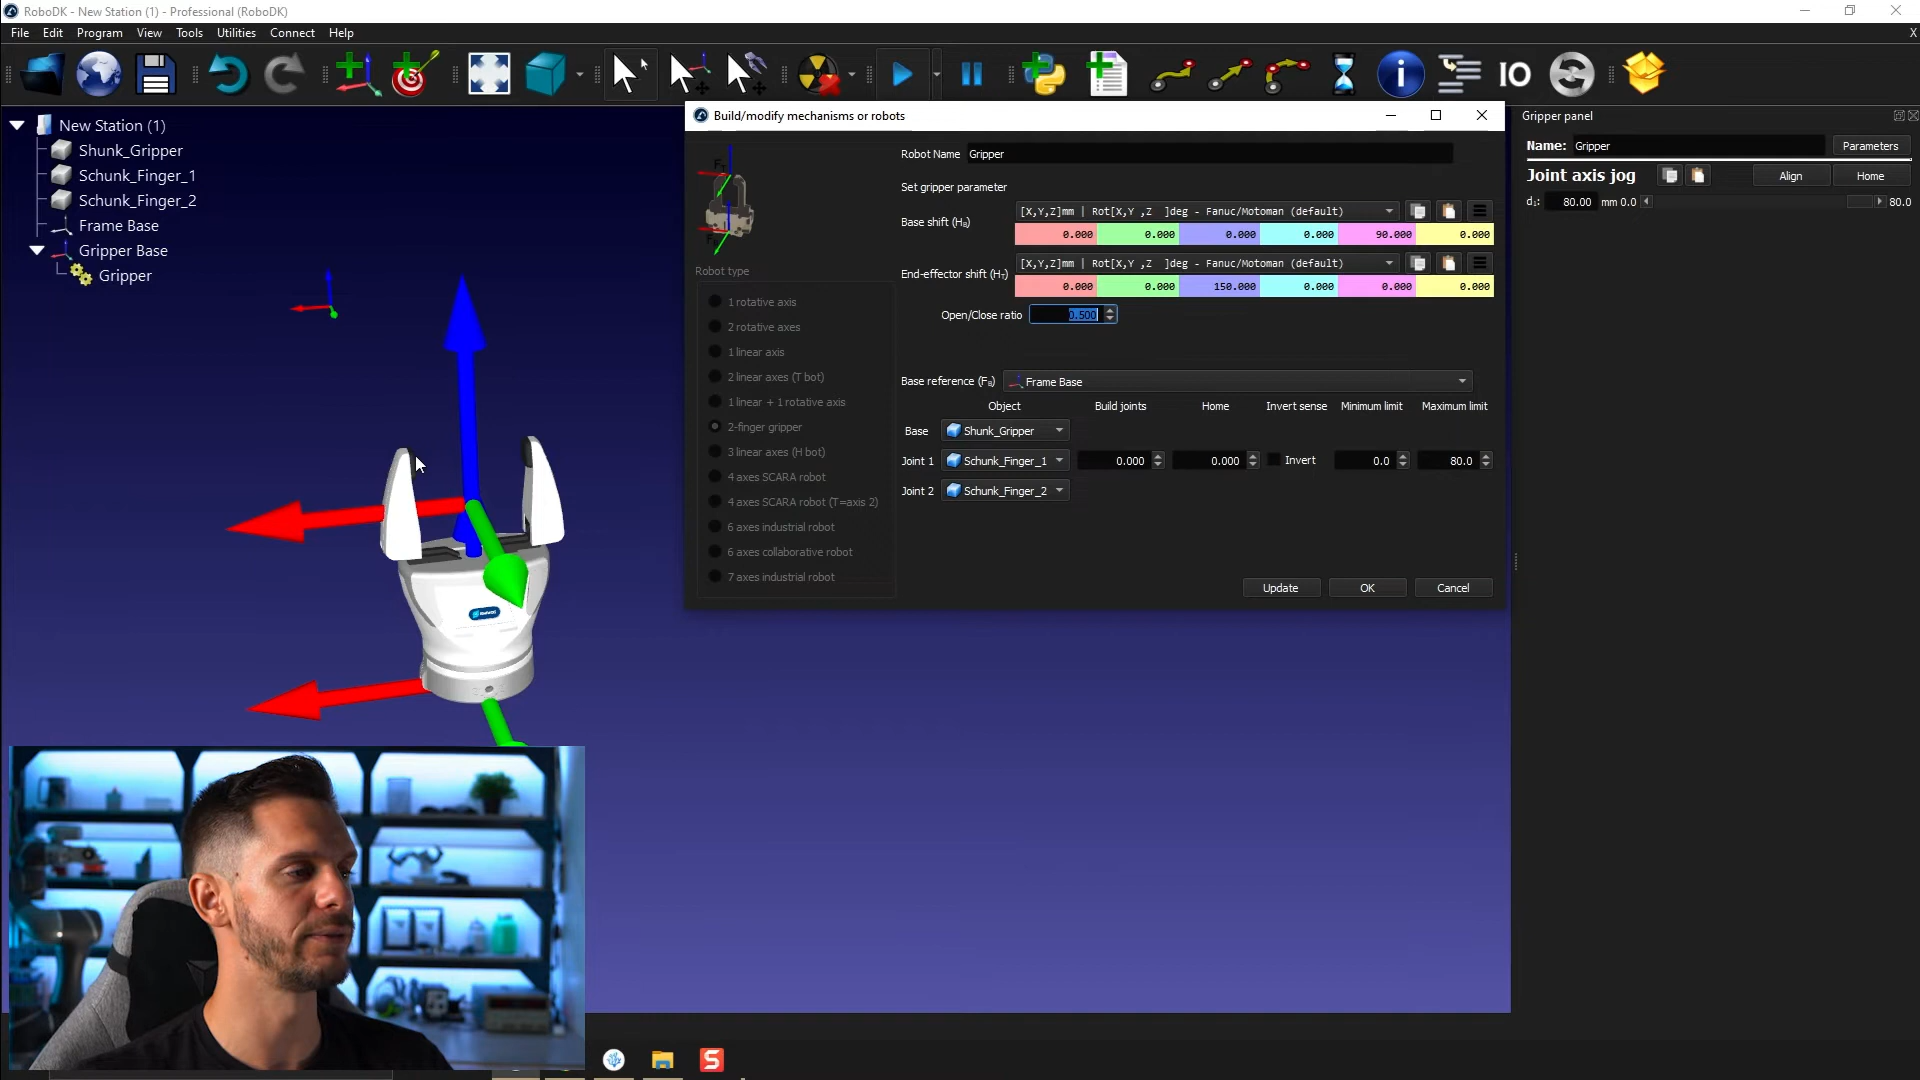 RoboDK - New Station (1) - Professional (RoboDK)
File Edit Program View Tools Utilities Connect Help
X
IO
New Station (1)
Shunk_Gripper
Schunk_Finger_1
Schunk_Finger_2
Frame Base
Gripper Base
Gripper
Build/modify mechanisms or robots
Robot Name Gripper
Set gripper parameter
Base shift (HB) [X,Y,Z]mm | Rot[X,Y ,Z ]deg - Fanuc/Motoman (default)
0.000 0.000 0.000 0.000 90.000 0.000
End-effector shift (HT) [X,Y,Z]mm | Rot[X,Y ,Z ]deg - Fanuc/Motoman (default)
0.000 0.000 150.000 0.000 0.000 0.000
Open/Close ratio 0.500
Robot type
1 rotative axis
2 rotative axes
1 linear axis
2 linear axes (T bot)
1 linear + 1 rotative axis
2-finger gripper
3 linear axes (H bot)
4 axes SCARA robot
4 axes SCARA robot (T=axis 2)
6 axes industrial robot
6 axes collaborative robot
7 axes industrial robot
Base reference (FB) Frame Base
Object Build joints Home Invert sense Minimum limit Maximum limit
Base Shunk_Gripper
Joint 1 Schunk_Finger_1 0.000 0.000 Invert 0.0 80.0
Joint 2 Schunk_Finger_2
Update OK Cancel
Gripper panel
Name: Gripper Parameters
Joint axis jog Align Home
d1: 80.00 mm 0.0 80.0
S